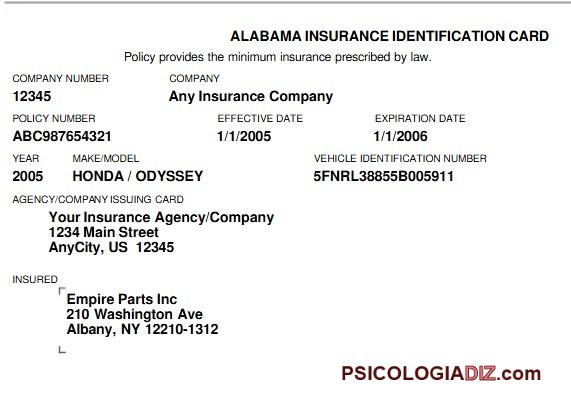 ALABAMA INSURANCE IDENTIFICATION CARD
Policy provides the minimum insurance prescribed by law.
COMPANY NUMBER COMPANY
12345 Any Insurance Company
POLICY NUMBER EFFECTIVE DATE EXPIRATION DATE
ABC987654321 1/1/2005 1/1/2006
YEAR MAKE/MODEL VEHICLE IDENTIFICATION NUMBER
2005 HONDA / ODYSSEY 5FNRL38855B005911
AGENCY/COMPANY ISSUING CARD
Your Insurance Agency/Company
1234 Main Street
AnyCity, US 12345
INSURED
Empire Parts Inc
210 Washington Ave
Albany, NY 12210-1312
PSICOLOGIADIZ.com